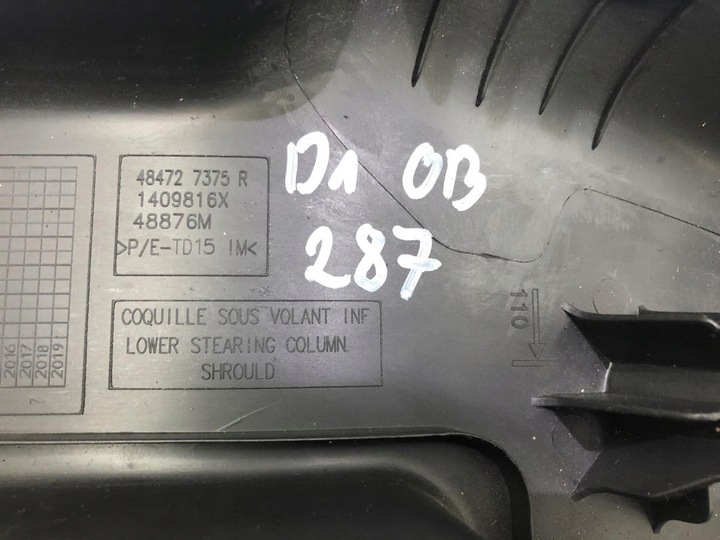 48472 7375 R
1409816X
48876M
>P/E-TD15 IM<
D1 OB
287
COQUILLE SOUS VOLANT INF
LOWER STEARING COLUMN
SHROULD
110
2016
2017
2018
2019
7